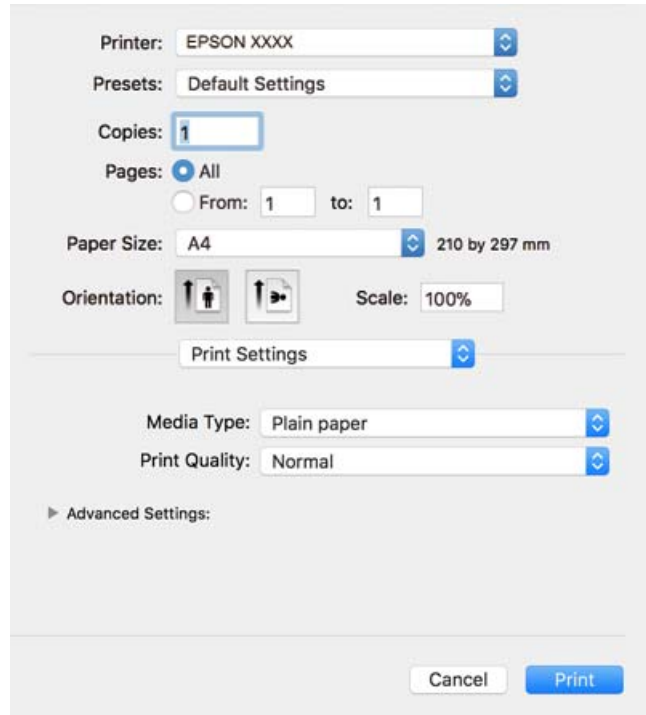 Printer: EPSON XXXX
Presets: Default Settings
Copies: 1
Pages: All
From: 1 to: 1
Paper Size: A4 210 by 297 mm
Orientation: Scale: 100%
Print Settings
Media Type: Plain paper
Print Quality: Normal
Advanced Settings:
Cancel Print